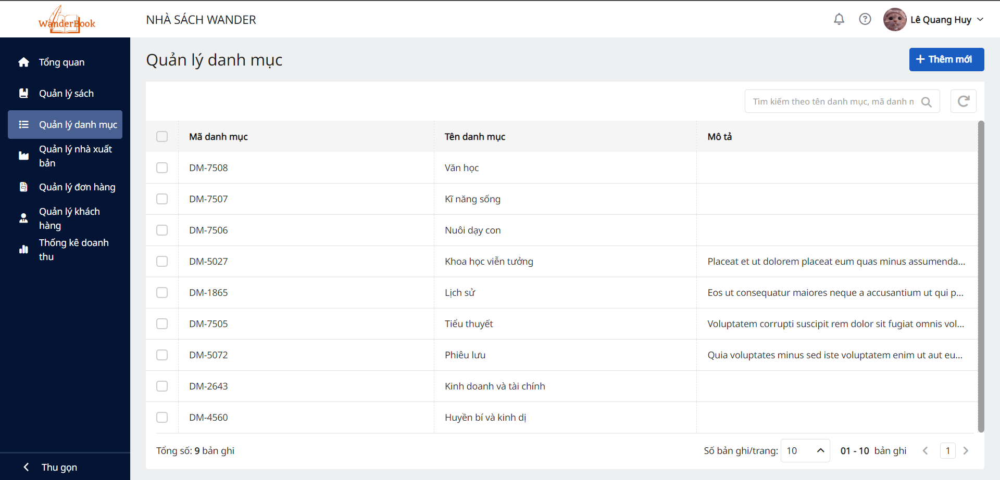 WanderBook
NHÀ SÁCH WANDER
Lê Quang Huy
Tổng quan
Quản lý sách
Quản lý danh mục
Quản lý nhà xuất
bản
Quản lý đơn hàng
Quản lý khách
hàng
Thống kê doanh
thu
Thu gọn
Quản lý danh mục
Thêm mới
Tìm kiếm theo tên danh mục, mã danh n
Mã danh mục Tên danh mục Mô tả
DM-7508 Văn học
DM-7507 Kĩ năng sống
DM-7506 Nuôi dạy con
DM-5027 Khoa học viễn tưởng Placeat et ut dolorem placeat eum quas minus assumenda...
DM-1865 Lịch sử Eos ut consequatur maiores neque a accusantium ut qui p...
DM-7505 Tiểu thuyết Voluptatem corrupti suscipit rem dolor sit fugiat omnis vol...
DM-5072 Phiêu lưu Quia voluptates minus sed iste voluptatem enim ut aut eu...
DM-2643 Kinh doanh và tài chính
DM-4560 Huyền bí và kinh dị
Tổng số: 9 bản ghi Số bản ghi/trang: 10 01 - 10 bản ghi 1